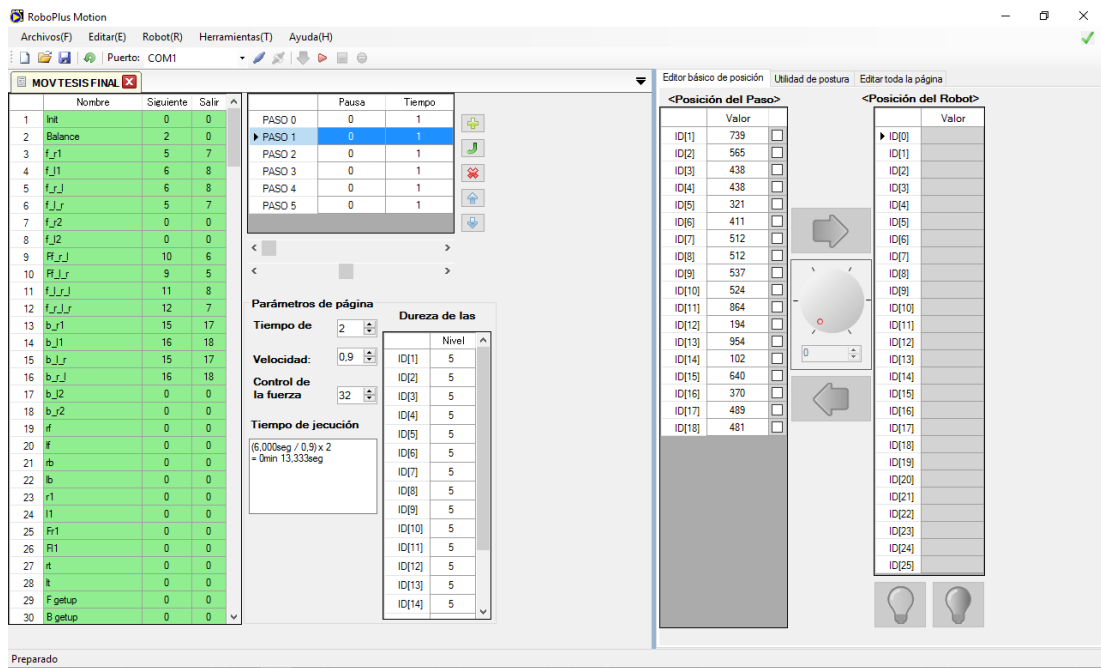 RoboPlus Motion
Archivos(F) Editar(E) Robot(R) Herramientas(T) Ayuda(H)
Puerto: COM1
MOV TESIS FINAL
Nombre Siguiente Salir
1 Init 0 0
2 Balance 2 0
3 f_r1 5 7
4 f_l1 6 8
5 f_r_l 6 8
6 f_l_r 5 7
7 f_r2 0 0
8 f_l2 0 0
9 Ff_r_l 10 6
10 Ff_l_r 9 5
11 f_l_r_l 11 8
12 f_r_l_r 12 7
13 b_r1 15 17
14 b_l1 16 18
15 b_l_r 15 17
16 b_r_l 16 18
17 b_l2 0 0
18 b_r2 0 0
19 rf 0 0
20 lf 0 0
21 rb 0 0
22 lb 0 0
23 r1 0 0
24 l1 0 0
25 Fr1 0 0
26 Fl1 0 0
27 rt 0 0
28 lt 0 0
29 F getup 0 0
30 B getup 0 0
Pausa Tiempo
PASO 0 0 1
PASO 1 0 1
PASO 2 0 1
PASO 3 0 1
PASO 4 0 1
PASO 5 0 1
Parámetros de página
Tiempo de 2
Velocidad: 0,9
Control de
la fuerza 32
Tiempo de jecución
(6,000seg / 0,9) x 2
= 0min 13,333seg
Dureza de las
Nivel
ID[1] 5
ID[2] 5
ID[3] 5
ID[4] 5
ID[5] 5
ID[6] 5
ID[7] 5
ID[8] 5
ID[9] 5
ID[10] 5
ID[11] 5
ID[12] 5
ID[13] 5
ID[14] 5
Editor básico de posición Utilidad de postura Editar toda la página
<Posición del Paso>
Valor
ID[1] 739
ID[2] 565
ID[3] 438
ID[4] 438
ID[5] 321
ID[6] 411
ID[7] 512
ID[8] 512
ID[9] 537
ID[10] 524
ID[11] 864
ID[12] 194
ID[13] 954
ID[14] 102
ID[15] 640
ID[16] 370
ID[17] 489
ID[18] 481
0
<Posición del Robot>
Valor
ID[0]
ID[1]
ID[2]
ID[3]
ID[4]
ID[5]
ID[6]
ID[7]
ID[8]
ID[9]
ID[10]
ID[11]
ID[12]
ID[13]
ID[14]
ID[15]
ID[16]
ID[17]
ID[18]
ID[19]
ID[20]
ID[21]
ID[22]
ID[23]
ID[24]
ID[25]
Preparado